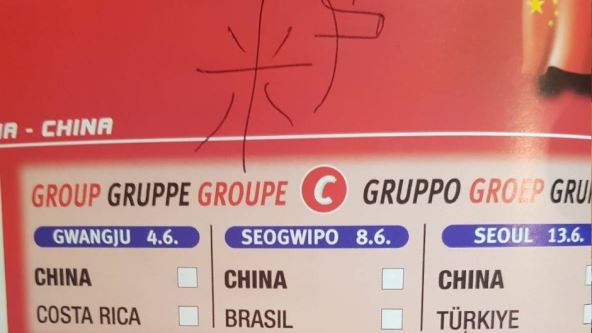 A - CHINA
GROUP GRUPPE GROUPE C GRUPPO GROEP GRU
GWANGJU 4.6. SEOGWIPO 8.6. SEOUL 13.6.
CHINA CHINA CHINA
COSTA RICA BRASIL TÜRKIYE